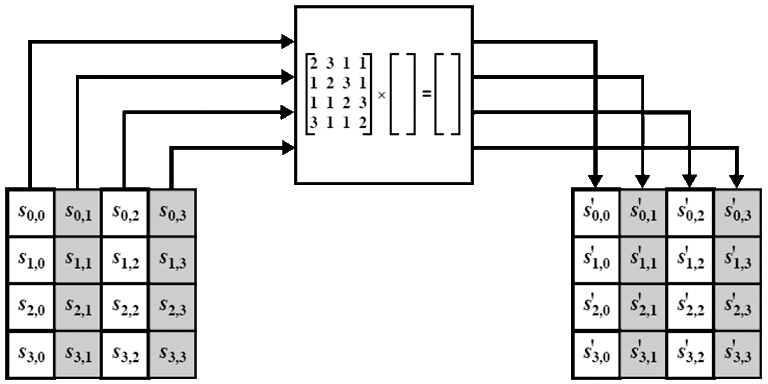 2 3 1 1
1 2 3 1
1 1 2 3
3 1 1 2
× =
s0,0 s0,1 s0,2 s0,3
s1,0 s1,1 s1,2 s1,3
s2,0 s2,1 s2,2 s2,3
s3,0 s3,1 s3,2 s3,3
s'0,0 s'0,1 s'0,2 s'0,3
s'1,0 s'1,1 s'1,2 s'1,3
s'2,0 s'2,1 s'2,2 s'2,3
s'3,0 s'3,1 s'3,2 s'3,3